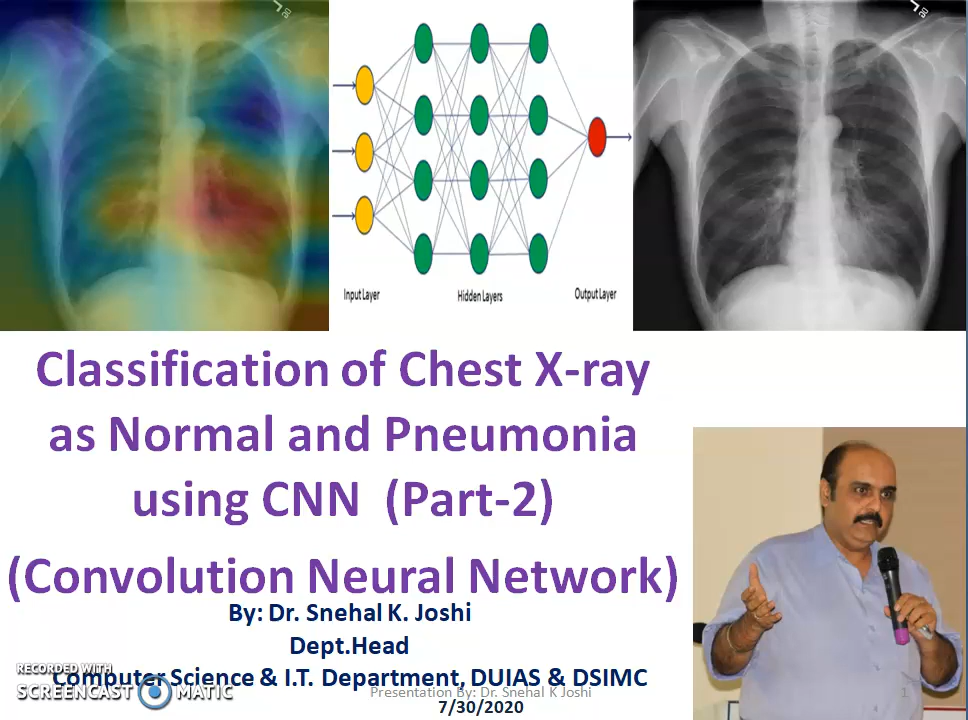 Input Layer
Hidden Layers
Output Layer
Classification of Chest X-ray
as Normal and Pneumonia
using CNN (Part-2)
(Convolution Neural Network)
By: Dr. Snehal K. Joshi
Dept.Head
Computer Science & I.T. Department, DUIAS & DSIMC
7/30/2020
Presentation By: Dr. Snehal K Joshi
1
RECORDED WITH
SCREENCAST MATIC